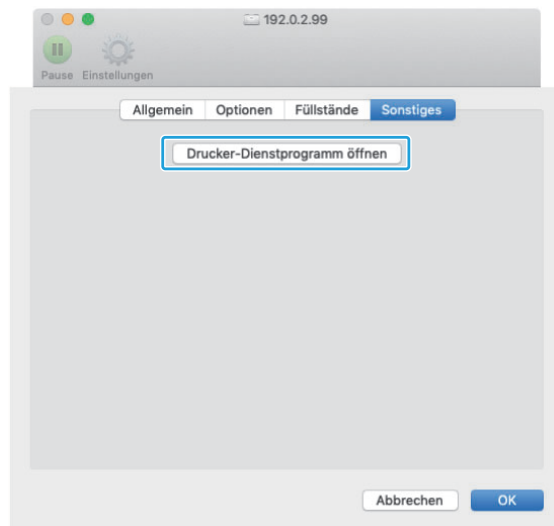 192.0.2.99
Pause Einstellungen
Allgemein Optionen Füllstände Sonstiges
Drucker-Dienstprogramm öffnen
Abbrechen OK